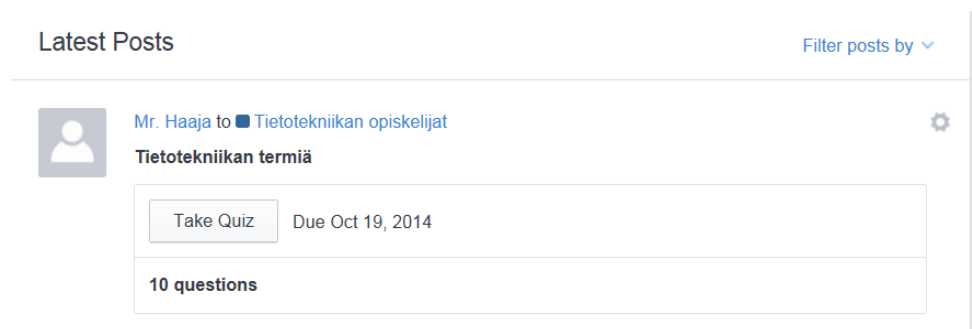 Latest Posts
Filter posts by
Mr. Haaja to Tietotekniikan opiskelijat
Tietotekniikan termiä
Take Quiz
Due Oct 19, 2014
10 questions